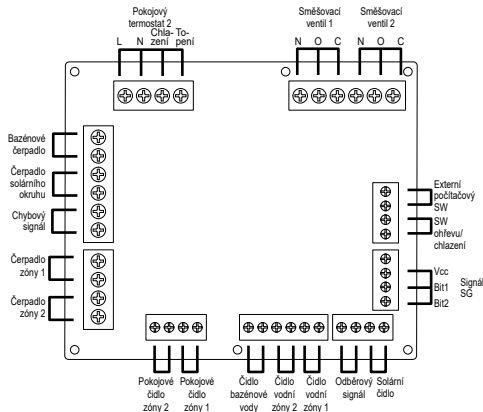 Pokojový
termostat 2
L N Chla-
zení To-
pení
Směšovací
ventil 1
N O C
Směšovací
ventil 2
N O C
Bazénové
čerpadlo
Čerpadlo
solárního
okruhu
Chybový
signál
Čerpadlo
zóny 1
Čerpadlo
zóny 2
Externí
počítačový
SW
SW
ohřevu/
chlazení
Vcc
Bit1
Bit2
Signál
SG
Pokojové
čidlo
zóny 2
Pokojové
čidlo
zóny 1
Čidlo
bazénové
vody
Čidlo
vodní
zóny 2
Čidlo
vodní
zóny 1
Odběrový
signál
Solární
čidlo